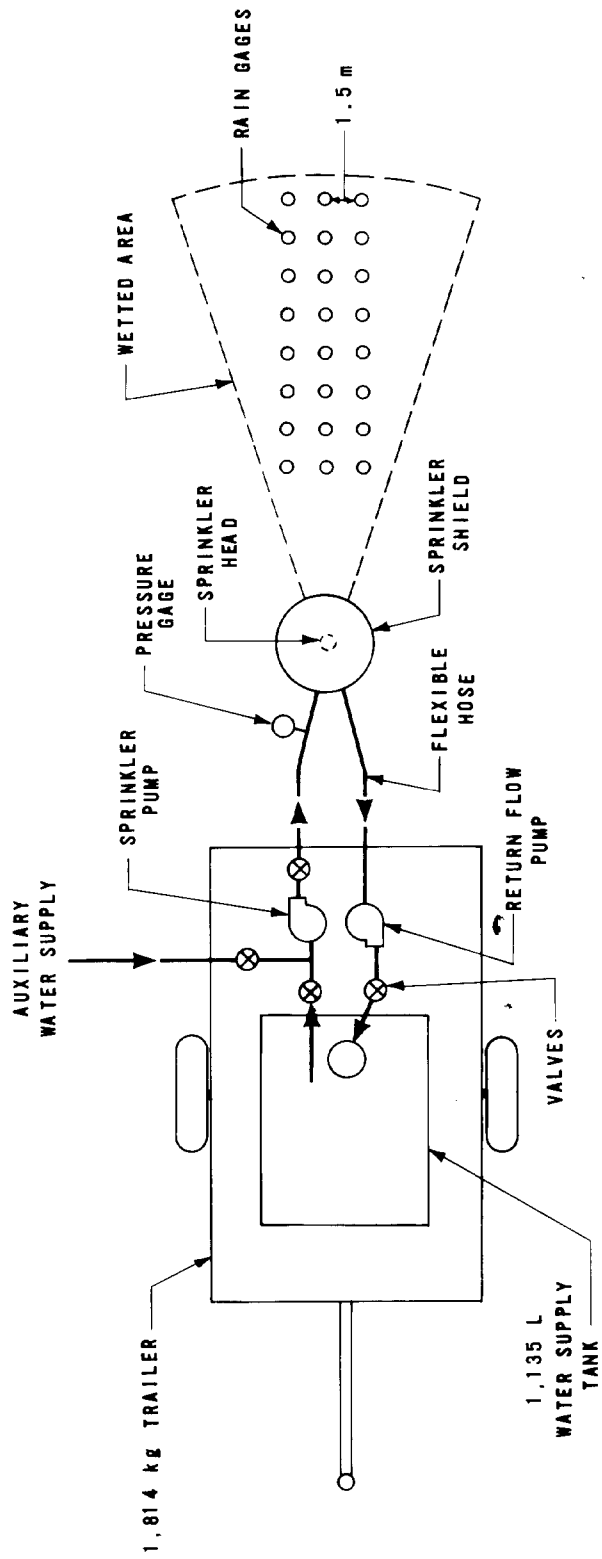 AUXILIARY
WATER SUPPLY
1,814 kg TRAILER
SPRINKLER
PUMP
PRESSURE
GAGE
SPRINKLER
HEAD
WETTED AREA
RAIN GAGES
1.5 m
1,135 L
WATER SUPPLY
TANK
VALVES
RETURN FLOW
PUMP
FLEXIBLE
HOSE
SPRINKLER
SHIELD